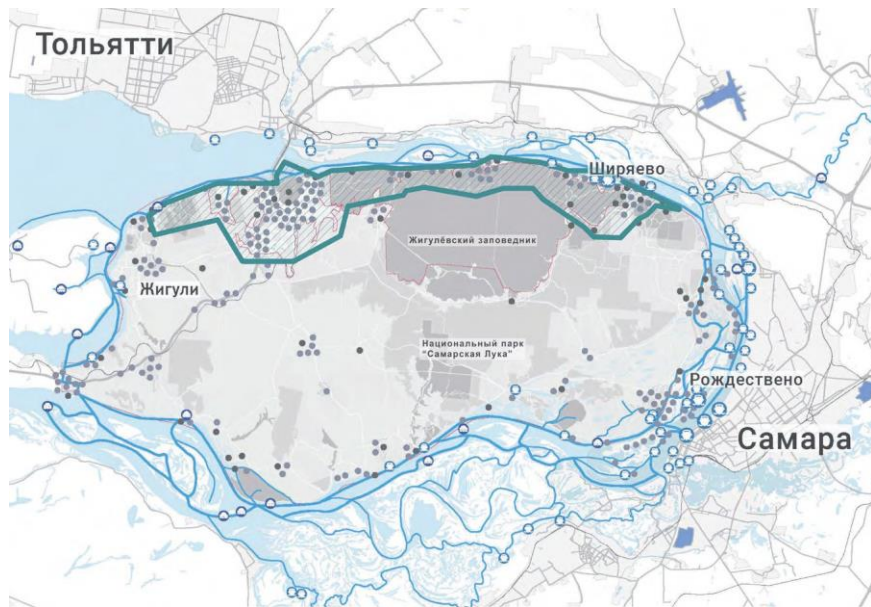 Тольятти
Ширяево
Жигулёвский заповедник
Жигули
Национальный парк
"Самарская Лука"
Рождествено
Самара